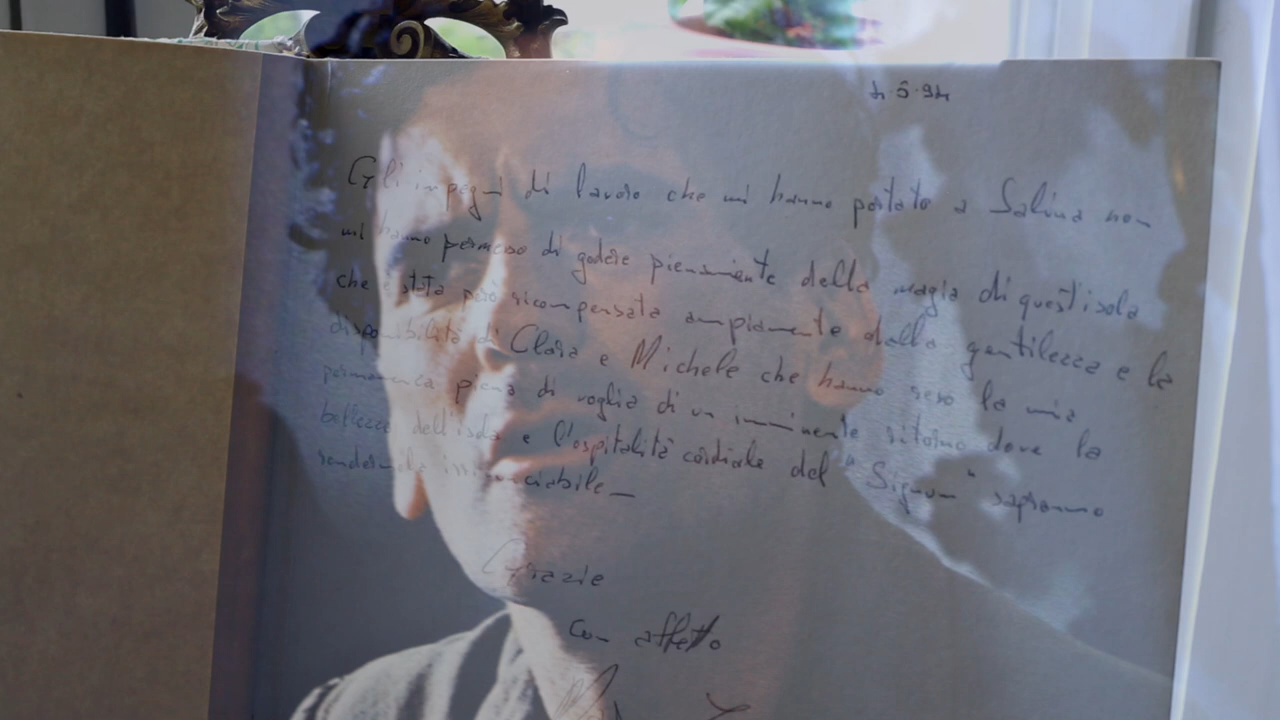 4.5.94
Gli impegni di lavoro che mi hanno portato a Salina non
mi hanno permesso di godere pienamente della magia di quest'isola
che è stata però ricompensata ampiamente dalla gentilezza e la
disponibilità di Clara e Michele che hanno reso la mia
permanenza piena di voglia di un imminente ritorno dove la
bellezza dell'isola e l'ospitalità cordiale del "Signum" sapranno
rendermela irrinunciabile_
Grazie
con affetto